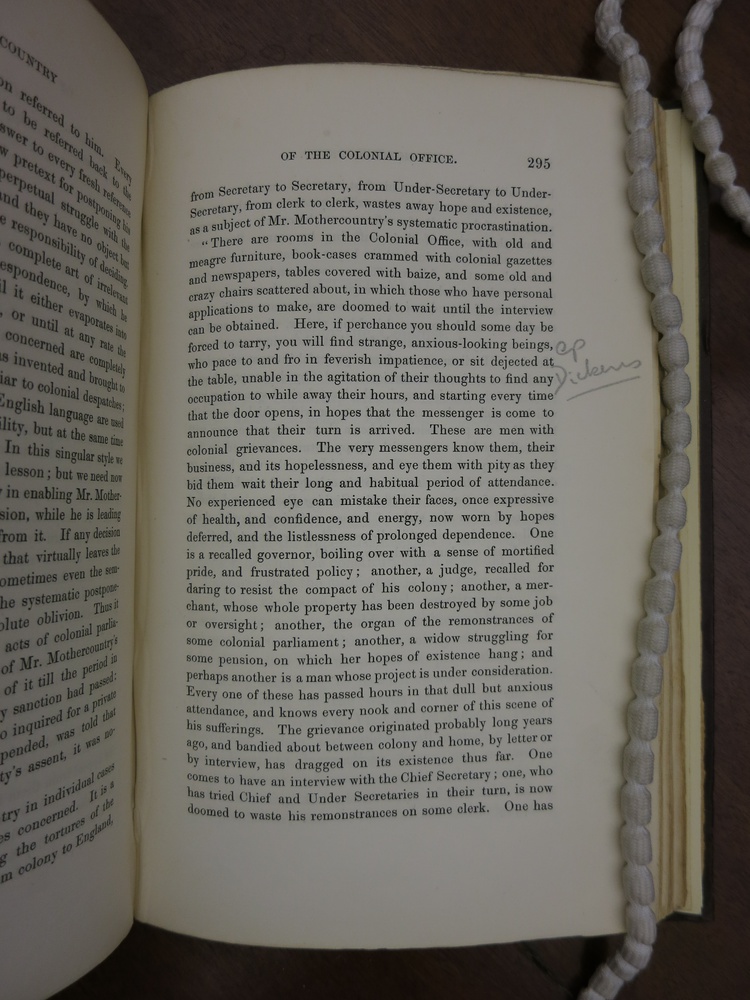 COUNTRY
on referred to him. Every
to be referred back to this
swer to every fresh reference
w pretext for postponing his
perpetual struggle with the
and they have no object but
e responsibility of deciding.
complete art of irrelevant
espondence, by which he
il it either evaporates into
, or until at any rate the
concerned are completely
as invented and brought to
iar to colonial despatches;
English language are used
ility, but at the same time
In this singular style we
lesson; but we need now
y in enabling Mr. Mother-
sion, while he is leading
from it. If any decision
that virtually leaves the
ometimes even the sem-
he systematic postpone-
olute oblivion. Thus it
acts of colonial parlia-
of Mr. Mothercountry's
of it till the period in
y sanction had passed:
o inquired for a private
pended, was told that
ty's assent, it was ne-
try in individual cases
es concerned. It is a
g the tortures of the
m colony to England,
OF THE COLONIAL OFFICE. 295
from Secretary to Secretary, from Under-Secretary to Under-
Secretary, from clerk to clerk, wastes away hope and existence,
as a subject of Mr. Mothercountry's systematic procrastination.
"There are rooms in the Colonial Office, with old and
meagre furniture, book-cases crammed with colonial gazettes
and newspapers, tables covered with baize, and some old and
crazy chairs scattered about, in which those who have personal
applications to make, are doomed to wait until the interview
can be obtained. Here, if perchance you should some day be
forced to tarry, you will find strange, anxious-looking beings,
who pace to and fro in feverish impatience, or sit dejected at
the table, unable in the agitation of their thoughts to find any
occupation to while away their hours, and starting every time
that the door opens, in hopes that the messenger is come to
announce that their turn is arrived. These are men with
colonial grievances. The very messengers know them, their
business, and its hopelessness, and eye them with pity as they
bid them wait their long and habitual period of attendance.
No experienced eye can mistake their faces, once expressive
of health, and confidence, and energy, now worn by hopes
deferred, and the listlessness of prolonged dependence. One
is a recalled governor, boiling over with a sense of mortified
pride, and frustrated policy; another, a judge, recalled for
daring to resist the compact of his colony; another, a mer-
chant, whose whole property has been destroyed by some job
or oversight; another, the organ of the remonstrances of
some colonial parliament; another, a widow struggling for
some pension, on which her hopes of existence hang; and
perhaps another is a man whose project is under consideration.
Every one of these has passed hours in that dull but anxious
attendance, and knows every nook and corner of this scene of
his sufferings. The grievance originated probably long years
ago, and bandied about between colony and home, by letter or
by interview, has dragged on its existence thus far. One
comes to have an interview with the Chief Secretary; one, who
has tried Chief and Under Secretaries in their turn, is now
doomed to waste his remonstrances on some clerk. One has
cp
Dickens